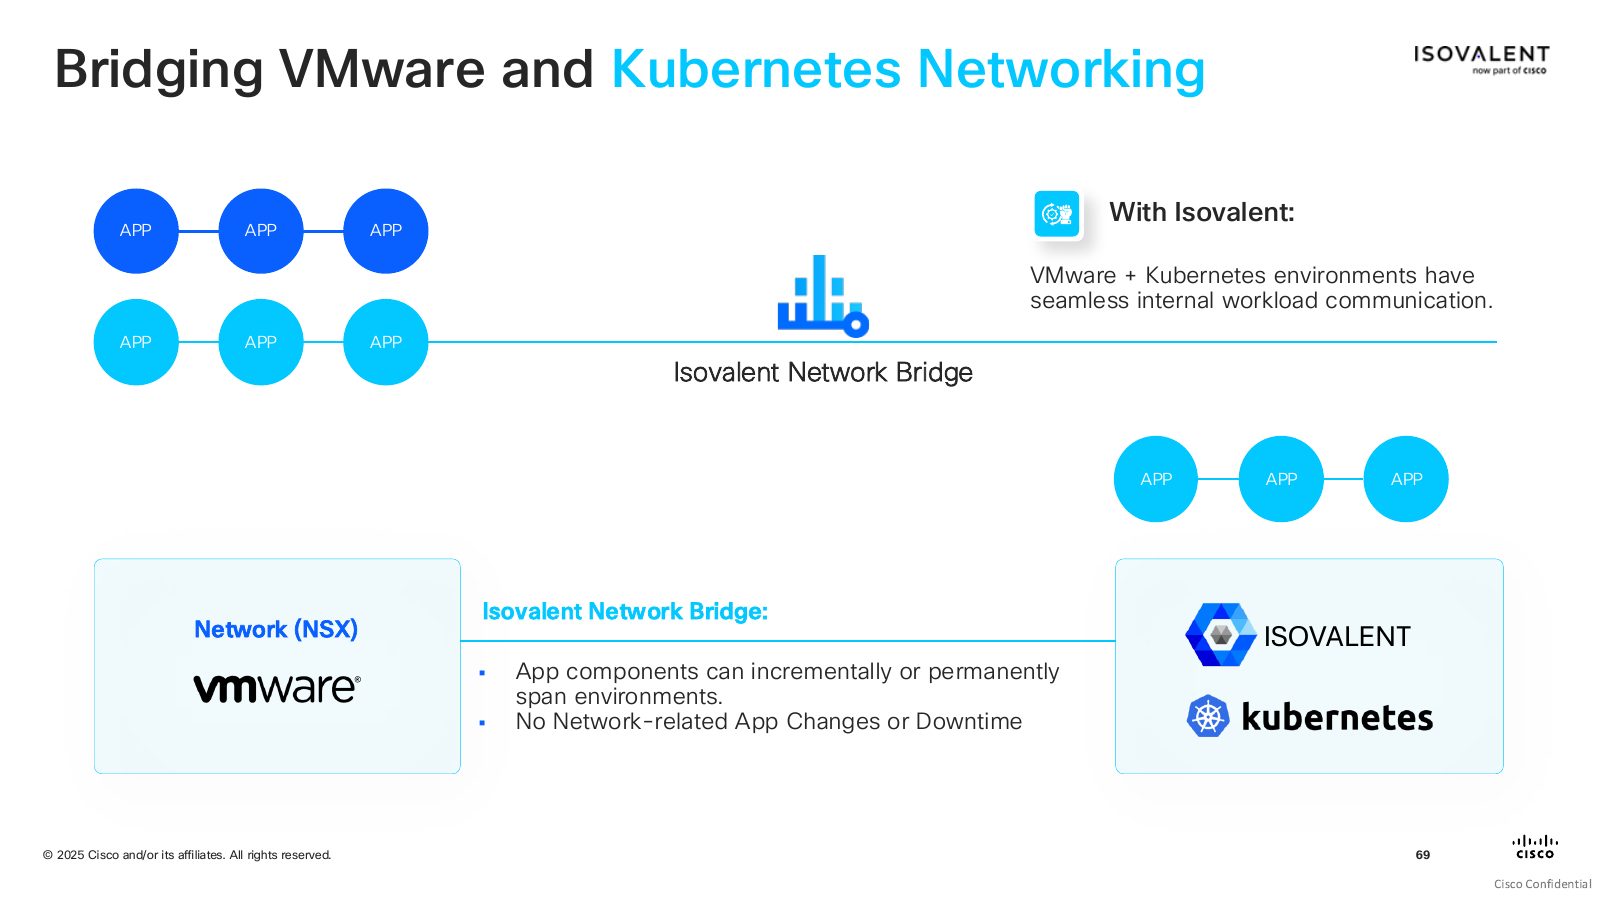 Bridging VMware and Kubernetes Networking
ISOVALENT
now part of CISCO
APP APP APP
With Isovalent:
VMware + Kubernetes environments have
seamless internal workload communication.
APP APP APP
Isovalent Network Bridge
APP APP APP
Network (NSX)
vmware®
Isovalent Network Bridge:
▪ App components can incrementally or permanently
span environments.
▪ No Network-related App Changes or Downtime
ISOVALENT
kubernetes
© 2025 Cisco and/or its affiliates. All rights reserved.
69
CISCO
Cisco Confidential